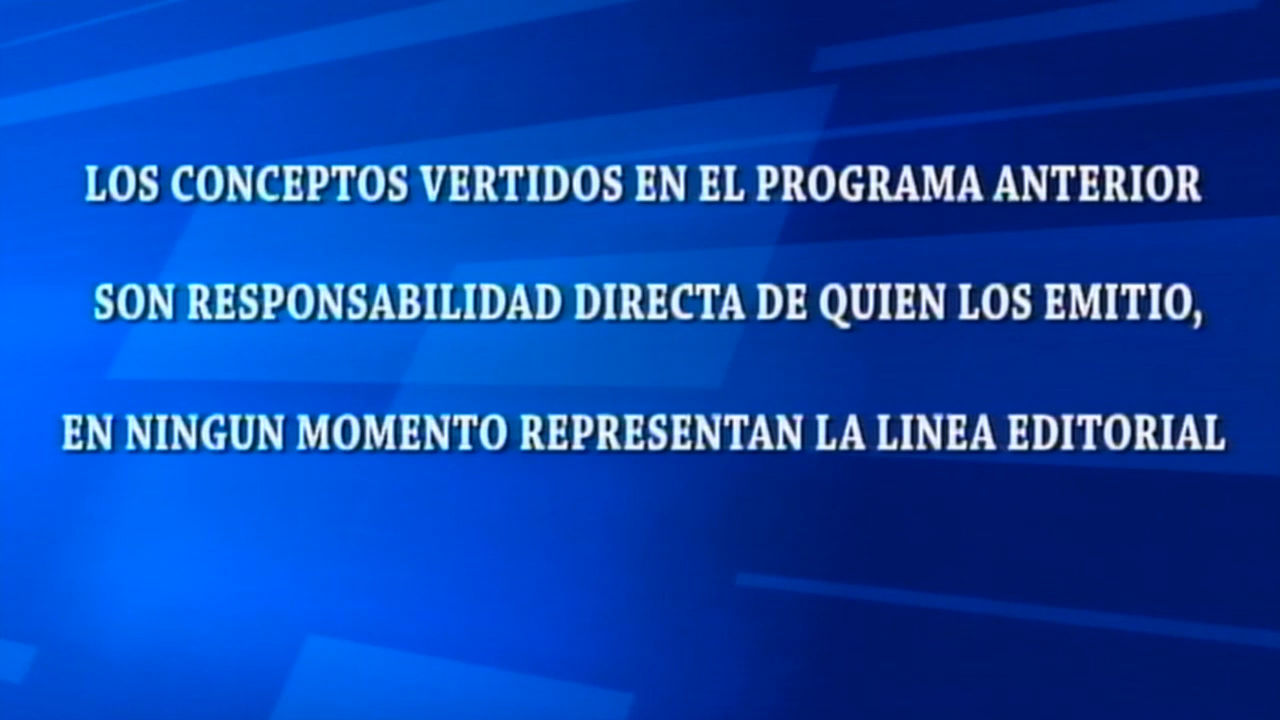 LOS CONCEPTOS VERTIDOS EN EL PROGRAMA ANTERIOR
SON RESPONSABILIDAD DIRECTA DE QUIEN LOS EMITIO,
EN NINGUN MOMENTO REPRESENTAN LA LINEA EDITORIAL